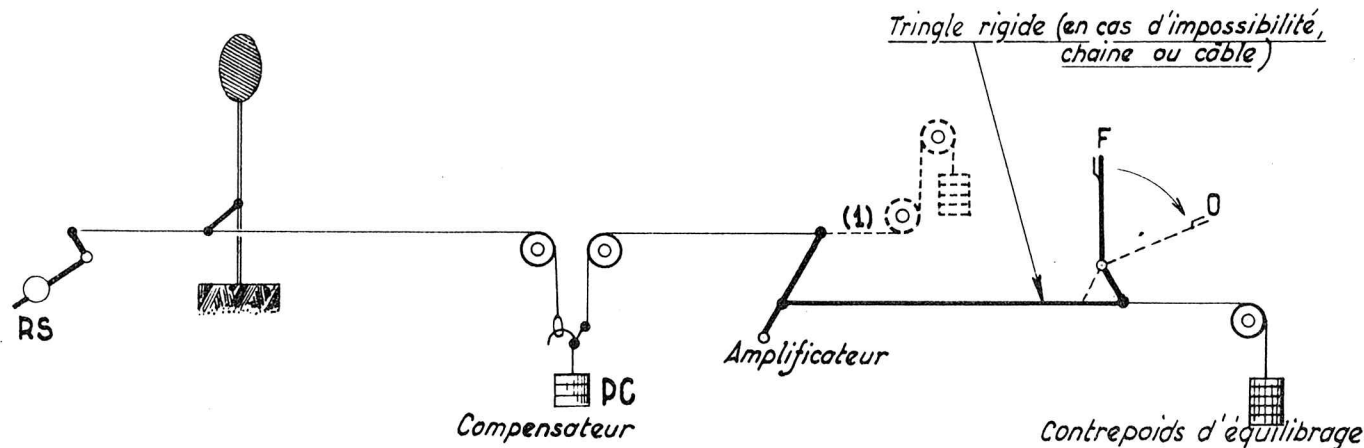 Tringle rigide (en cas d'impossibilité,
chaine ou câble)
F
O
(1)
RS
Amplificateur
PC
Compensateur
Contrepoids d'équilibrage